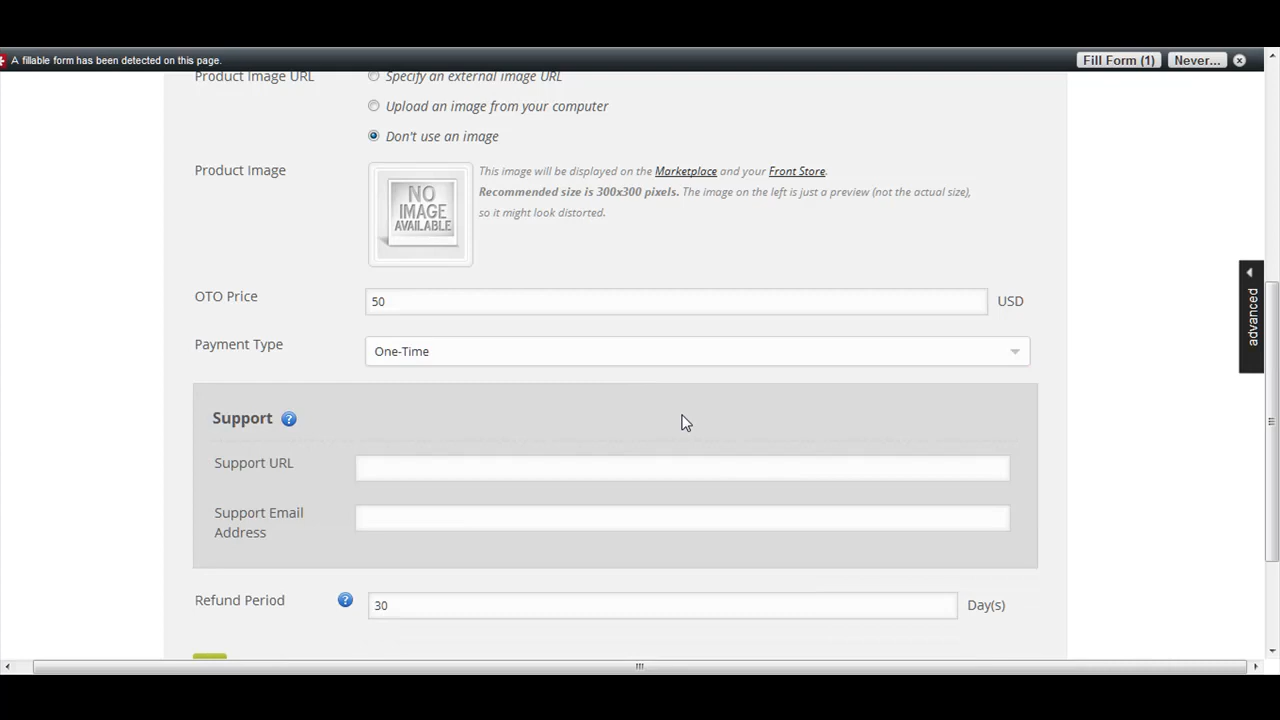 A fillable form has been detected on this page.
Fill Form (1)
Never...
Product Image URL
Specify an external image URL
Upload an image from your computer
Don't use an image
Product Image
NO
IMAGE
AVAILABLE
This image will be displayed on the Marketplace and your Front Store.
Recommended size is 300x300 pixels. The image on the left is just a preview (not the actual size),
so it might look distorted.
advanced
OTO Price
50
USD
Payment Type
One-Time
Support ?
Support URL
Support Email
Address
Refund Period ?
30
Day(s)